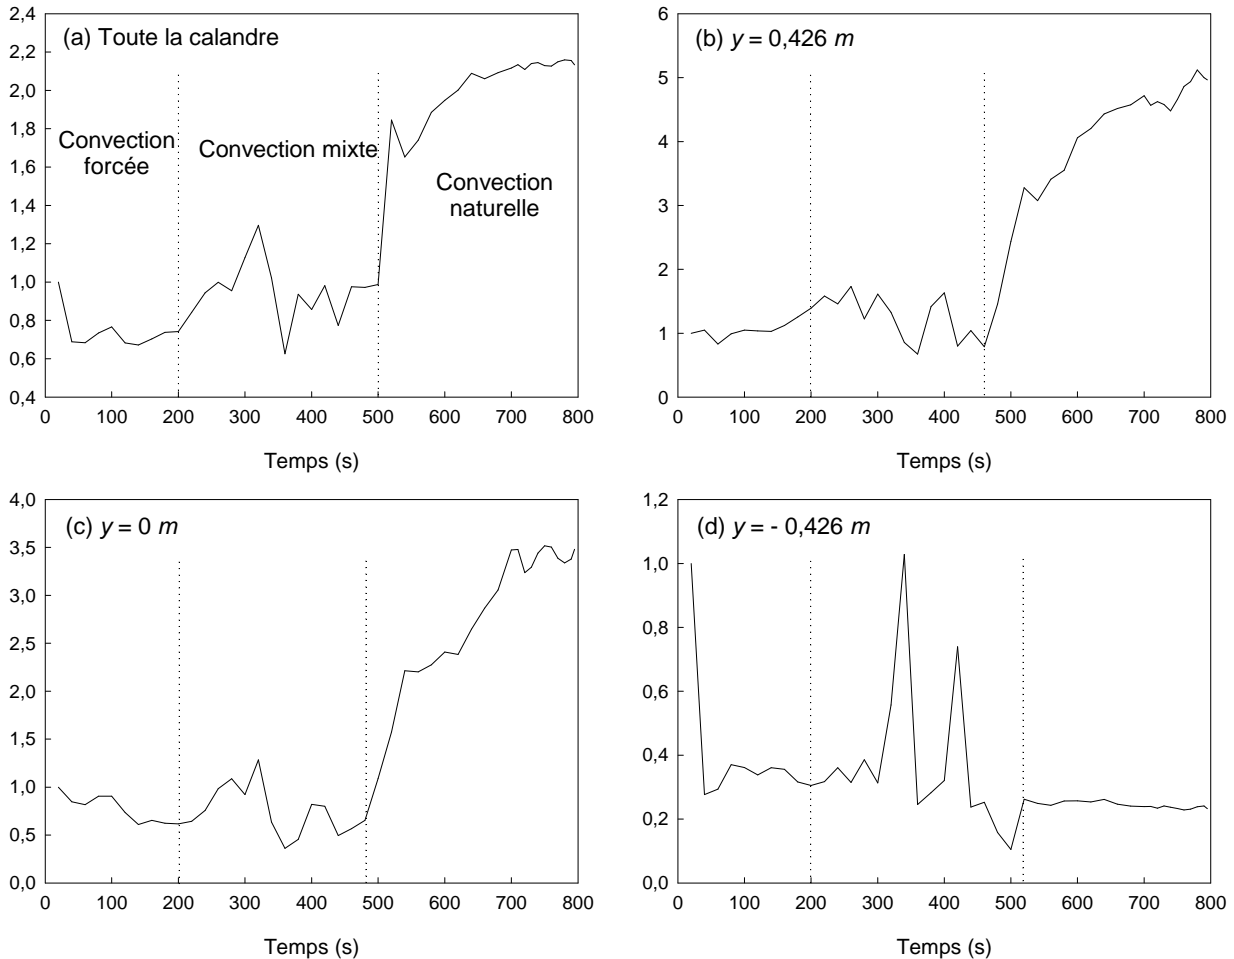 (a) Toute la calandre
2,4
2,2
2,0
1,8
1,6
1,4
1,2
1,0
0,8
0,6
0,4
Convection
forcée
Convection mixte
Convection
naturelle
0 100 200 300 400 500 600 700 800
Temps (s)
(b) y = 0,426 m
6
5
4
3
2
1
0
0 100 200 300 400 500 600 700 800
Temps (s)
(c) y = 0 m
4,0
3,5
3,0
2,5
2,0
1,5
1,0
0,5
0,0
0 100 200 300 400 500 600 700 800
Temps (s)
(d) y = - 0,426 m
1,2
1,0
0,8
0,6
0,4
0,2
0,0
0 100 200 300 400 500 600 700 800
Temps (s)